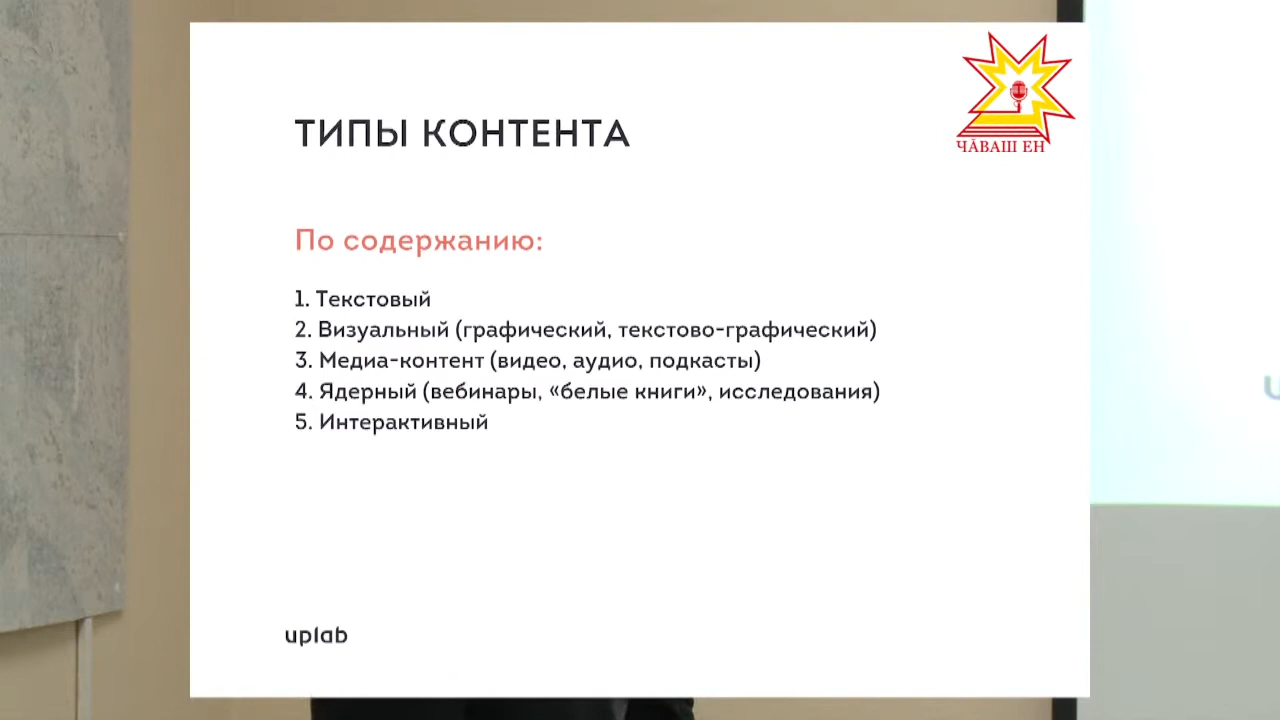 ТИПЫ КОНТЕНТА
ЧӐВАШ ЕН
По содержанию:
1. Текстовый
2. Визуальный (графический, текстово-графический)
3. Медиа-контент (видео, аудио, подкасты)
4. Ядерный (вебинары, «белые книги», исследования)
5. Интерактивный
uplab